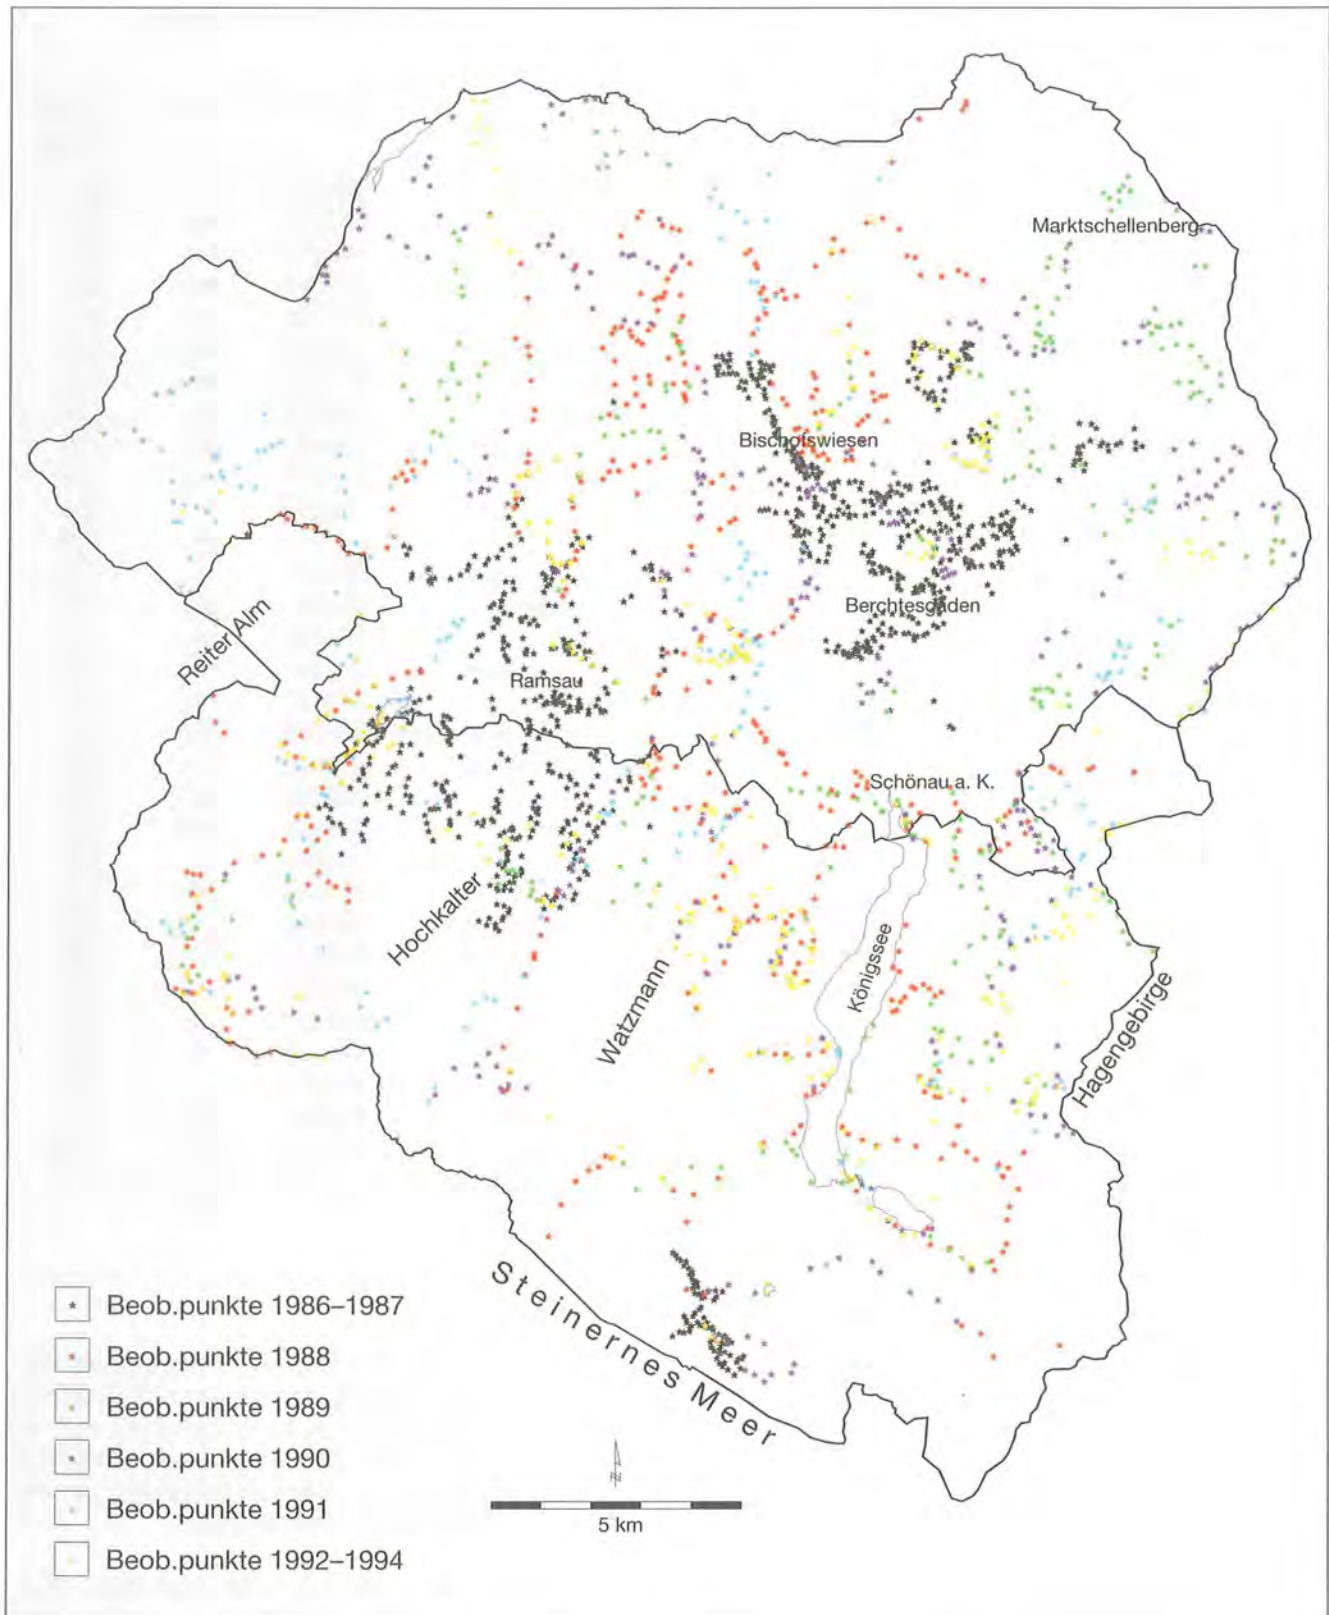 Marktschellenberg
Bischofswiesen
Berchtesgaden
Reiter Alm
Ramsau
Schönau a. K.
Hochkalter
Königssee
Watzmann
Hagengebirge
Steinernes Meer
Beob.punkte 1986–1987
Beob.punkte 1988
Beob.punkte 1989
Beob.punkte 1990
Beob.punkte 1991
Beob.punkte 1992–1994
N
5 km